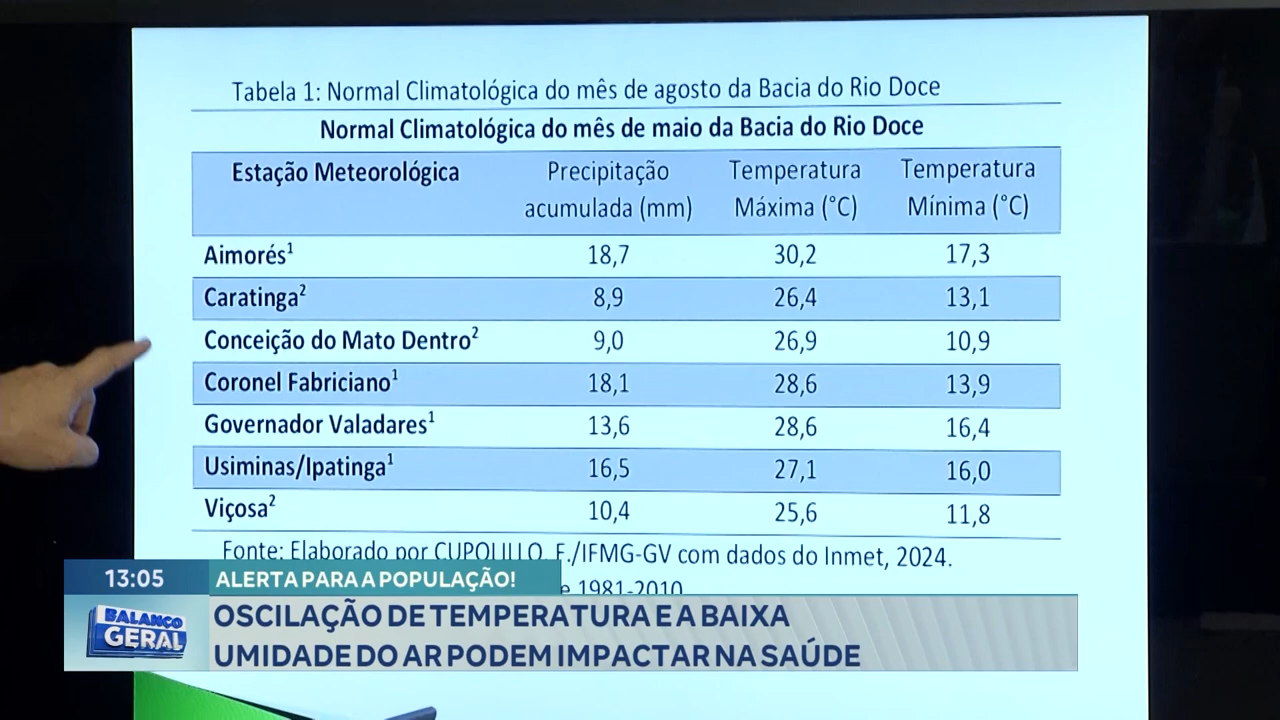 Tabela 1: Normal Climatológica do mês de agosto da Bacia do Rio Doce
Normal Climatológica do mês de maio da Bacia do Rio Doce
Estação Meteorológica Precipitação acumulada (mm) Temperatura Máxima (°C) Temperatura Mínima (°C)
Aimorés¹ 18,7 30,2 17,3
Caratinga² 8,9 26,4 13,1
Conceição do Mato Dentro² 9,0 26,9 10,9
Coronel Fabriciano¹ 18,1 28,6 13,9
Governador Valadares¹ 13,6 28,6 16,4
Usiminas/Ipatinga¹ 16,5 27,1 16,0
Viçosa² 10,4 25,6 11,8
Fonte: Elaborado por CUPOLILLO, F./IFMG-GV com dados do Inmet, 2024.
e 1981-2010
13:05 ALERTA PARA A POPULAÇÃO!
BALANÇO GERAL
OSCILAÇÃO DE TEMPERATURA E A BAIXA
UMIDADE DO AR PODEM IMPACTAR NA SAÚDE